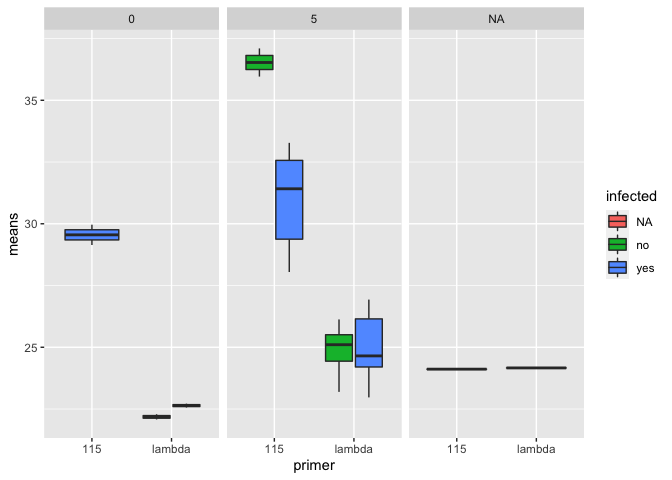 0 5 NA
means
35
30
25
115 lambda 115 lambda 115 lambda
primer
infected
NA
no
yes